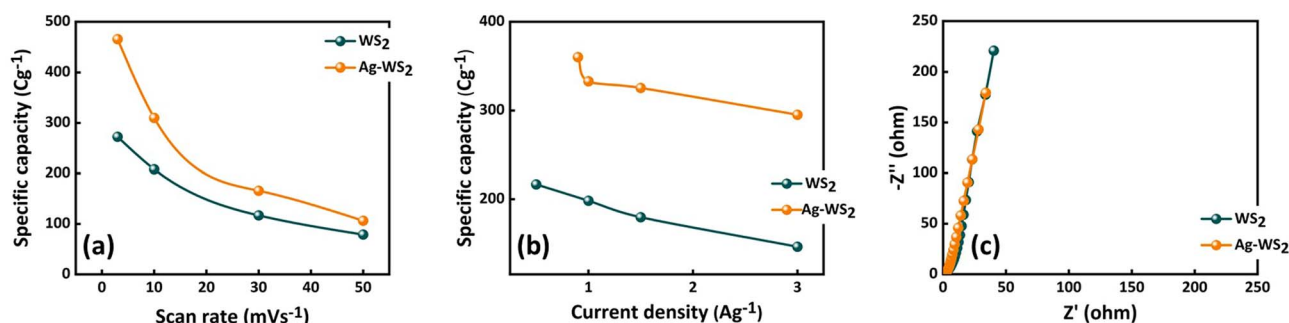 Specific capacity (Cg⁻¹)
500
400
300
200
100
0
WS₂
Ag-WS₂
(a)
0 10 20 30 40 50
Scan rate (mVs⁻¹)
Specific capacity (Cg⁻¹)
400
300
200
WS₂
Ag-WS₂
(b)
1 2 3
Current density (Ag⁻¹)
-Z'' (ohm)
250
200
150
100
50
0
WS₂
Ag-WS₂
(c)
0 50 100 150 200 250
Z' (ohm)